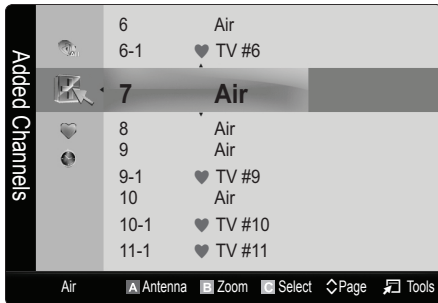 Added Channels
6 Air
6-1 ♥ TV #6
7 Air
8 Air
9 Air
9-1 ♥ TV #9
10 Air
10-1 ♥ TV #10
11-1 ♥ TV #11
Air A Antenna B Zoom C Select Page Tools